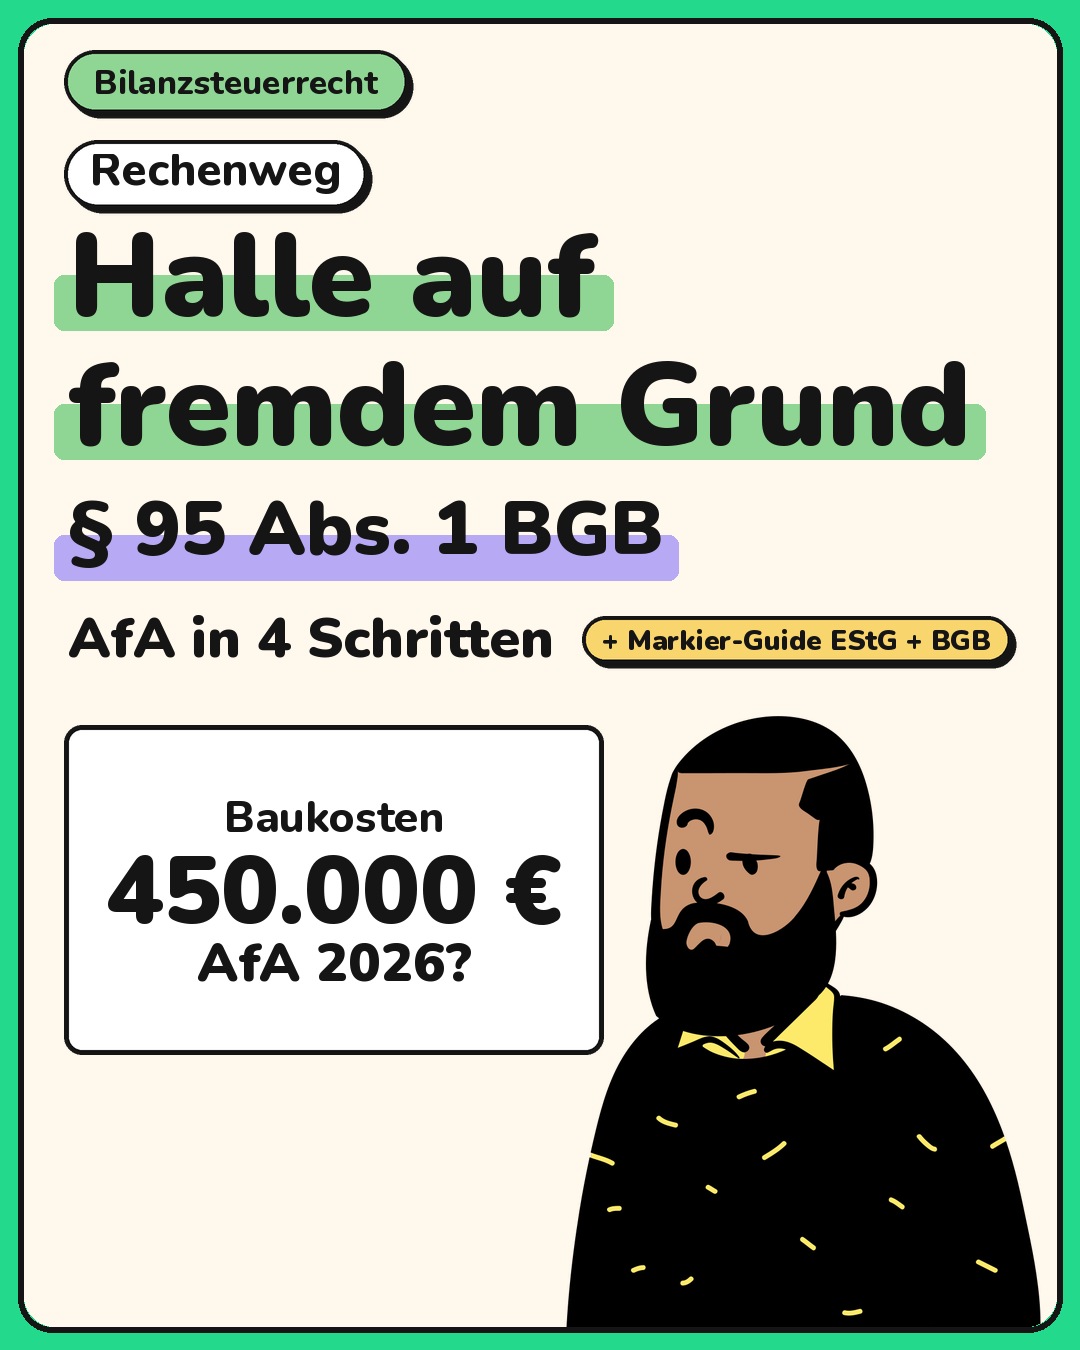 Bilanzsteuerrecht
Rechenweg
Halle auf
fremdem Grund
§ 95 Abs. 1 BGB
AfA in 4 Schritten
+ Markier-Guide EStG + BGB
Baukosten
450.000 €
AfA 2026?